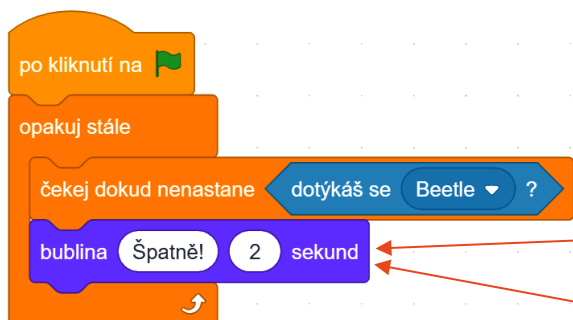 po kliknutí na
opakuj stále
čekej dokud nenastane dotýkáš se Beetle ?
bublina Špatně! 2 sekund